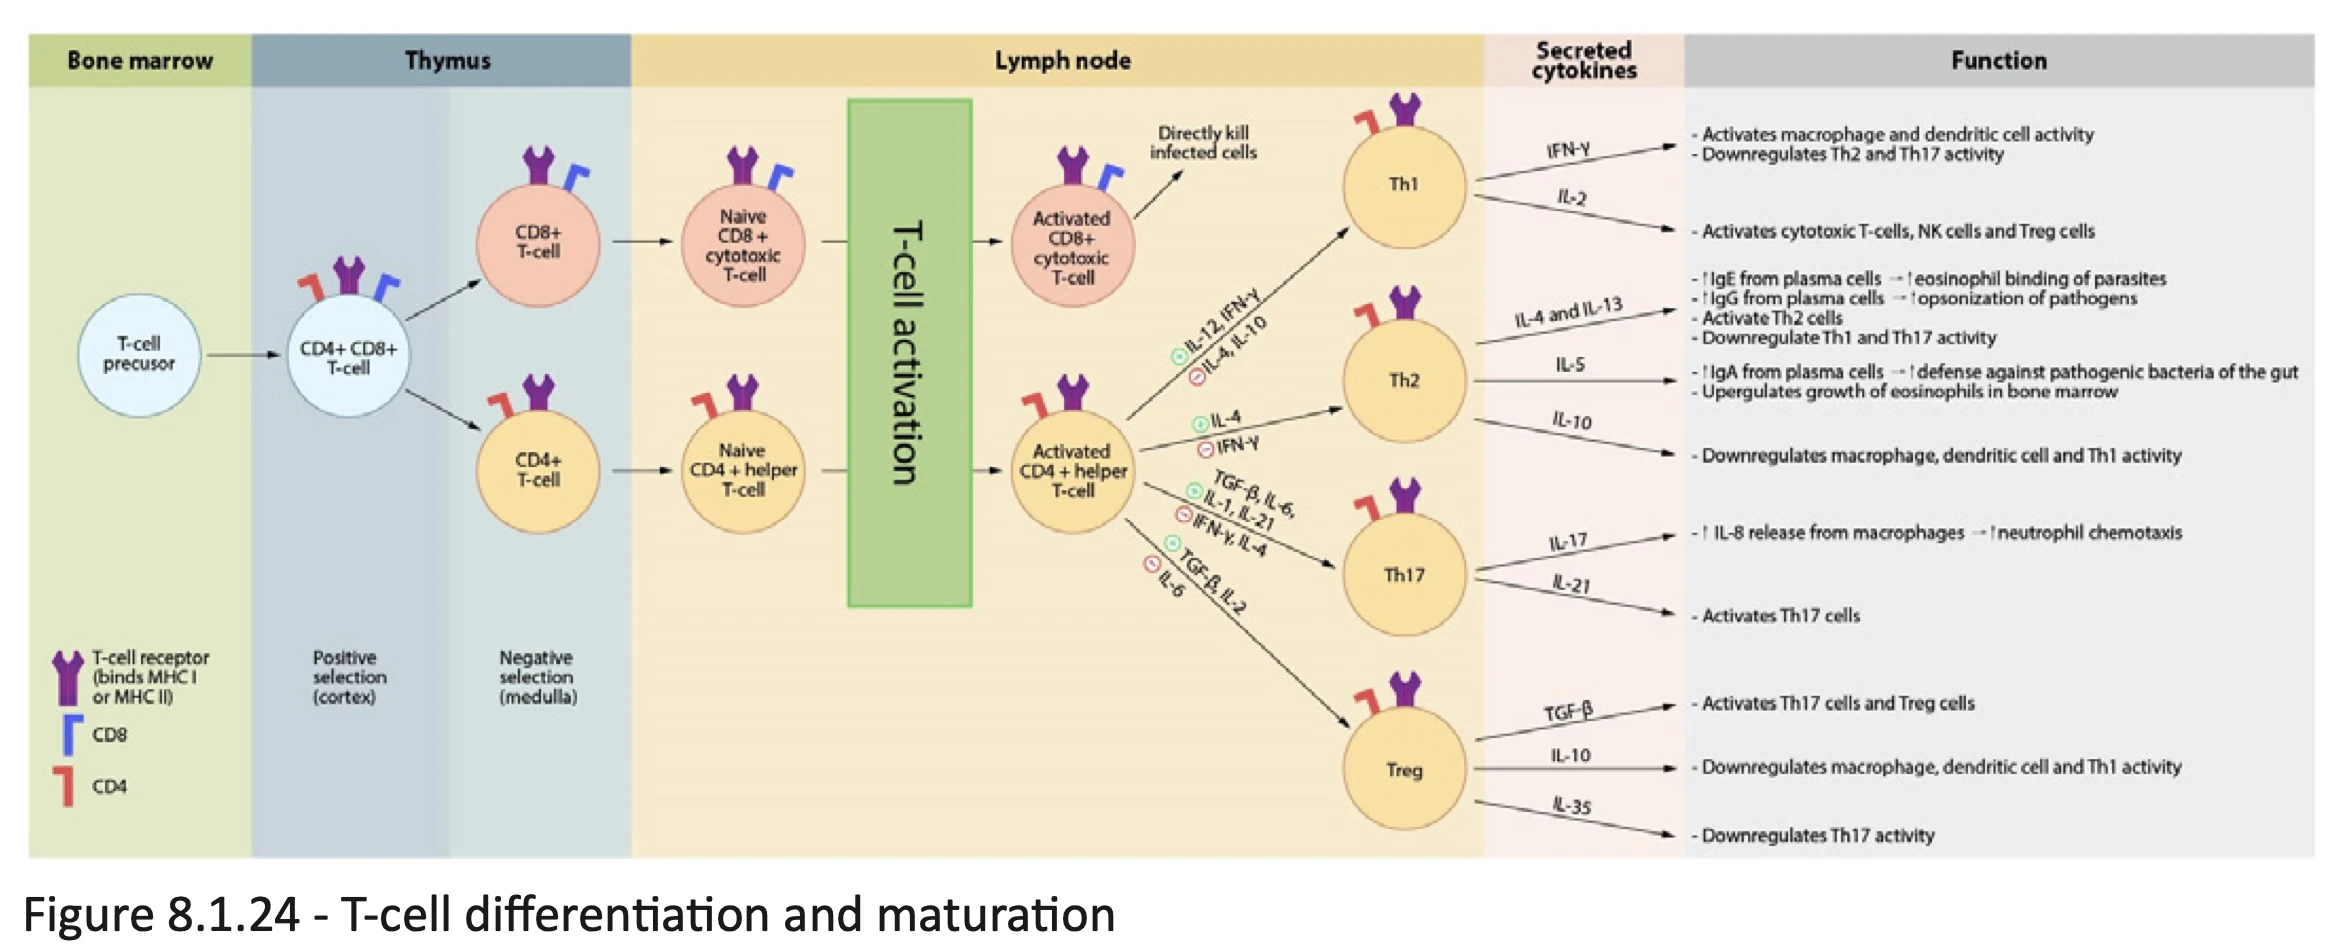 Bone marrow
Thymus
Lymph node
Secreted
cytokines
Function
T-cell
precusor
CD4+ CD8+
T-cell
CD8+
T-cell
CD4+
T-cell
Naive
CD8 +
cytotoxic
T-cell
Naive
CD4 + helper
T-cell
T-cell activation
Activated
CD8+
cytotoxic
T-cell
Directly kill
infected cells
Activated
CD4 + helper
T-cell
+ IL-12, IFN-γ
- IL-4, IL-10
+ IL-4
- IFN-γ
+ TGF-β, IL-6,
IL-1, IL-21
- IFN-γ, IL-4
+ TGF-β, IL-2
- IL-6
Th1
IFN-γ
- Activates macrophage and dendritic cell activity
- Downregulates Th2 and Th17 activity
IL-2
- Activates cytotoxic T-cells, NK cells and Treg cells
Th2
IL-4 and IL-13
- ↑IgE from plasma cells →↑eosinophil binding of parasites
- ↑IgG from plasma cells →↑opsonization of pathogens
- Activate Th2 cells
- Downregulate Th1 and Th17 activity
IL-5
- ↑IgA from plasma cells →↑defense against pathogenic bacteria of the gut
- Upergulates growth of eosinophils in bone marrow
IL-10
- Downregulates macrophage, dendritic cell and Th1 activity
Th17
IL-17
- ↑ IL-8 release from macrophages →↑neutrophil chemotaxis
IL-21
- Activates Th17 cells
Treg
TGF-β
- Activates Th17 cells and Treg cells
IL-10
- Downregulates macrophage, dendritic cell and Th1 activity
IL-35
- Downregulates Th17 activity
T-cell receptor
(binds MHC I
or MHC II)
CD8
CD4
Positive
selection
(cortex)
Negative
selection
(medulla)
Figure 8.1.24 - T-cell differentiation and maturation